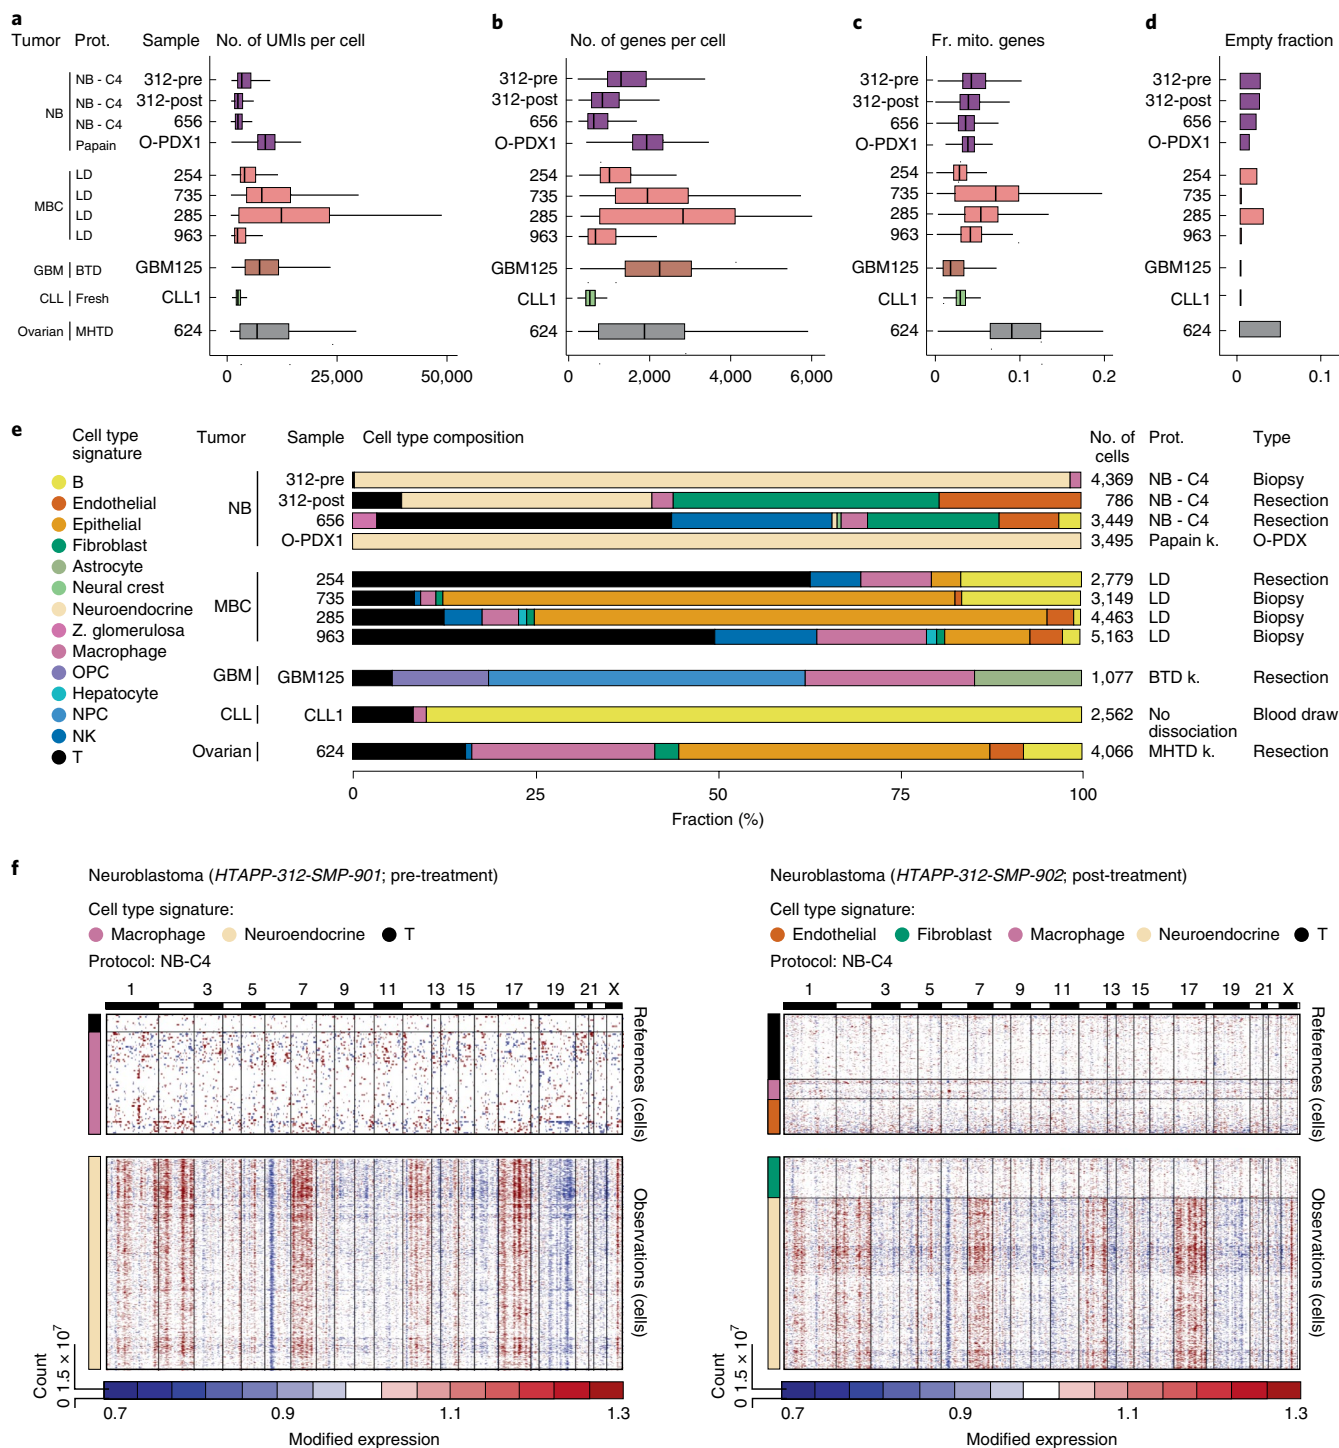 a
Tumor Prot. Sample No. of UMIs per cell
NB
NB - C4 312-pre
NB - C4 312-post
NB - C4 656
Papain O-PDX1
MBC
LD 254
LD 735
LD 285
LD 963
GBM BTD GBM125
CLL Fresh CLL1
Ovarian MHTD 624
0 25,000 50,000
b
No. of genes per cell
312-pre
312-post
656
O-PDX1
254
735
285
963
GBM125
CLL1
624
0 2,000 4,000 6,000
c
Fr. mito. genes
312-pre
312-post
656
O-PDX1
254
735
285
963
GBM125
CLL1
624
0 0.1 0.2
d
Empty fraction
312-pre
312-post
656
O-PDX1
254
735
285
963
GBM125
CLL1
624
0 0.1
e
Cell type
signature
B
Endothelial
Epithelial
Fibroblast
Astrocyte
Neural crest
Neuroendocrine
Z. glomerulosa
Macrophage
OPC
Hepatocyte
NPC
NK
T
Tumor Sample Cell type composition No. of
cells Prot. Type
NB
312-pre 4,369 NB - C4 Biopsy
312-post 786 NB - C4 Resection
656 3,449 NB - C4 Resection
O-PDX1 3,495 Papain k. O-PDX
MBC
254 2,779 LD Resection
735 3,149 LD Biopsy
285 4,463 LD Biopsy
963 5,163 LD Biopsy
GBM GBM125 1,077 BTD k. Resection
CLL CLL1 2,562 No
dissociation Blood draw
Ovarian 624 4,066 MHTD k. Resection
0 25 50 75 100
Fraction (%)
f
Neuroblastoma (HTAPP-312-SMP-901; pre-treatment)
Cell type signature:
Macrophage Neuroendocrine T
Protocol: NB-C4
1 3 5 7 9 11 13 15 17 19 21 X
References (cells)
Observations (cells)
Count
0 1.5 × 10⁷
0.7 0.9 1.1 1.3
Modified expression
Neuroblastoma (HTAPP-312-SMP-902; post-treatment)
Cell type signature:
Endothelial Fibroblast Macrophage Neuroendocrine T
Protocol: NB-C4
1 3 5 7 9 11 13 15 17 19 21 X
References (cells)
Observations (cells)
Count
0 1.5 × 10⁷
0.7 0.9 1.1 1.3
Modified expression